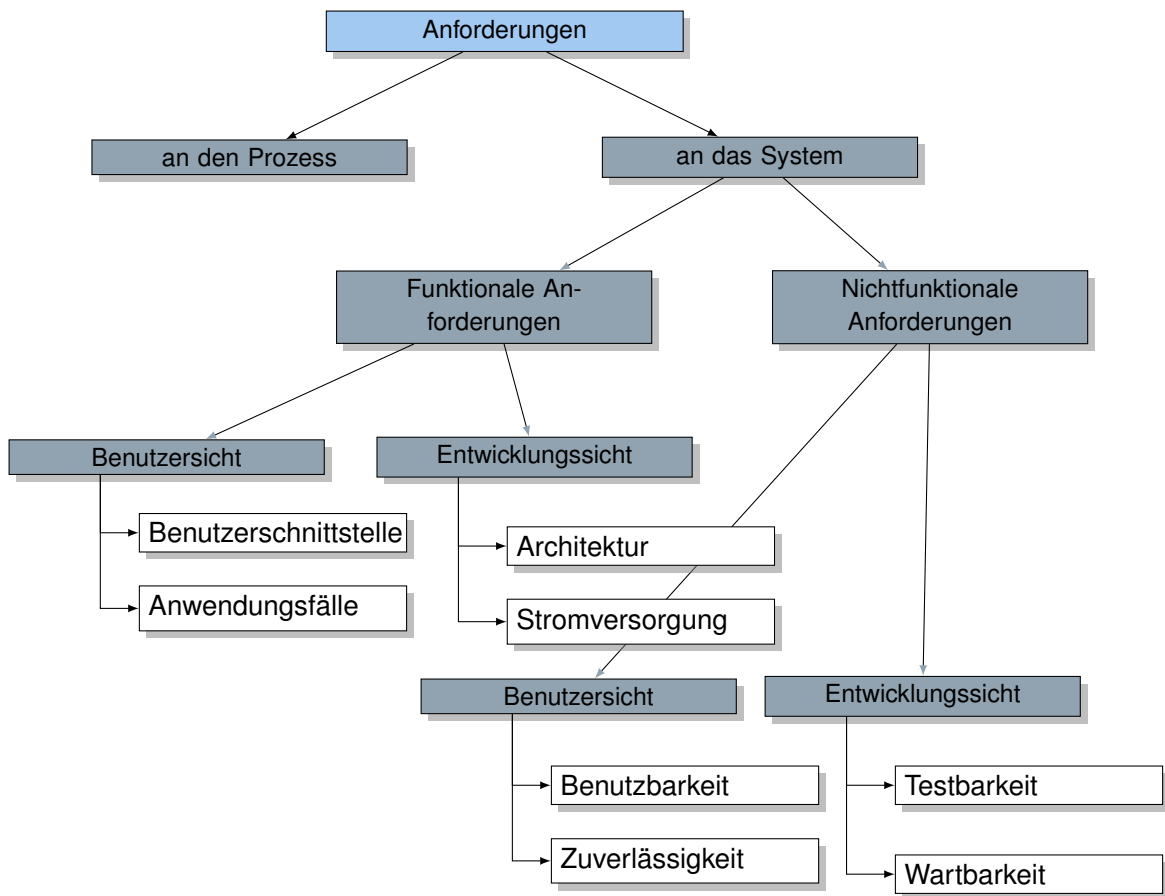 Anforderungen
an den Prozess
an das System
Funktionale An-
forderungen
Nichtfunktionale
Anforderungen
Benutzersicht
Entwicklungssicht
Benutzerschnittstelle
Anwendungsfälle
Architektur
Stromversorgung
Benutzersicht
Entwicklungssicht
Benutzbarkeit
Zuverlässigkeit
Testbarkeit
Wartbarkeit